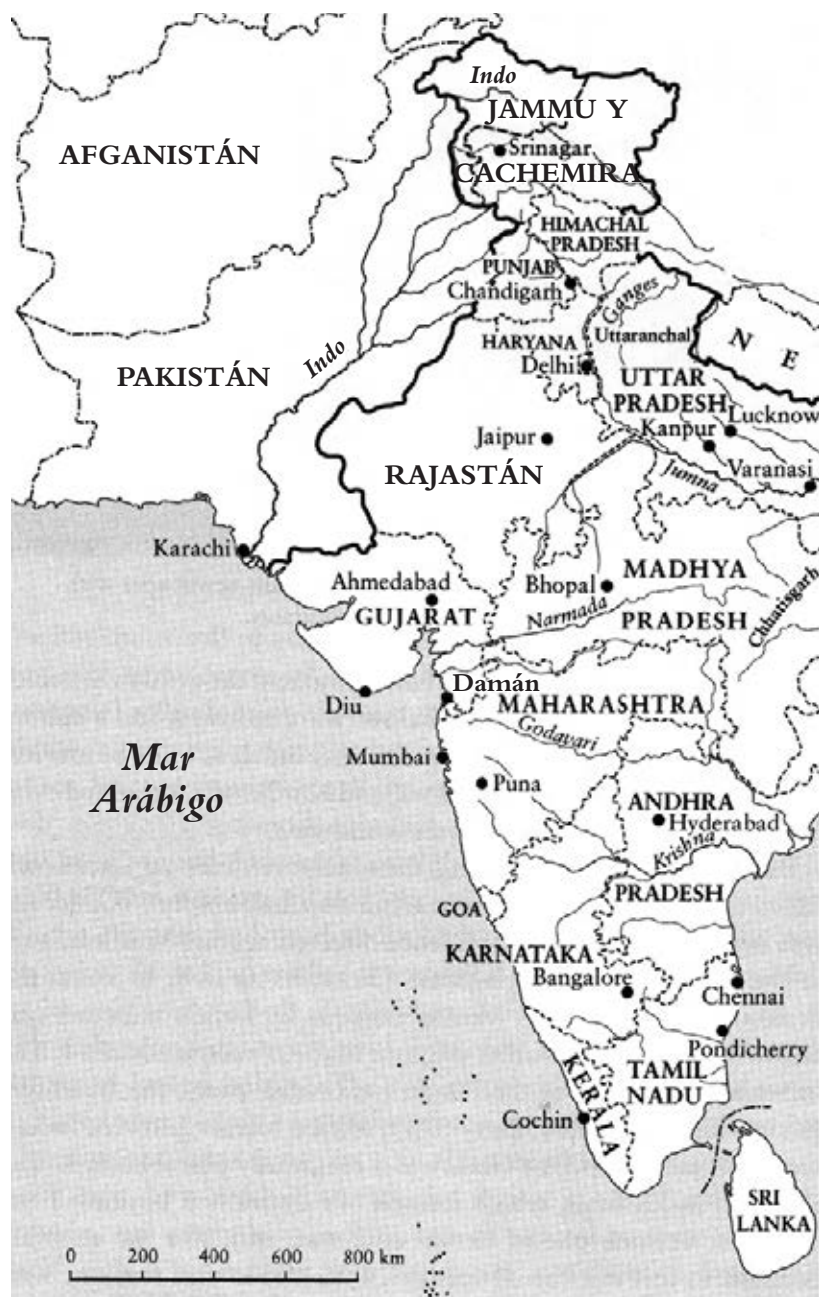 Indo
JAMMU Y
Srinagar
CACHEMIRA
AFGANISTÁN
HIMACHAL
PRADESH
PUNJAB
Chandigarh
Ganges
Uttaranchal
N E
HARYANA
Delhi
PAKISTÁN
Indo
UTTAR
PRADESH
Lucknow
Kanpur
Jaipur
Jumna
Varanasi
RAJASTÁN
Karachi
Ahmedabad
Bhopal
MADHYA
GUJARAT
Narmada
PRADESH
Chhatisgarh
Diu
Damán
MAHARASHTRA
Godavari
Mar
Arábigo
Mumbai
Puna
ANDHRA
Hyderabad
Krishna
PRADESH
GOA
KARNATAKA
Bangalore
Chennai
Pondicherry
TAMIL
NADU
KERALA
Cochin
SRI
LANKA
0 200 400 600 800 km